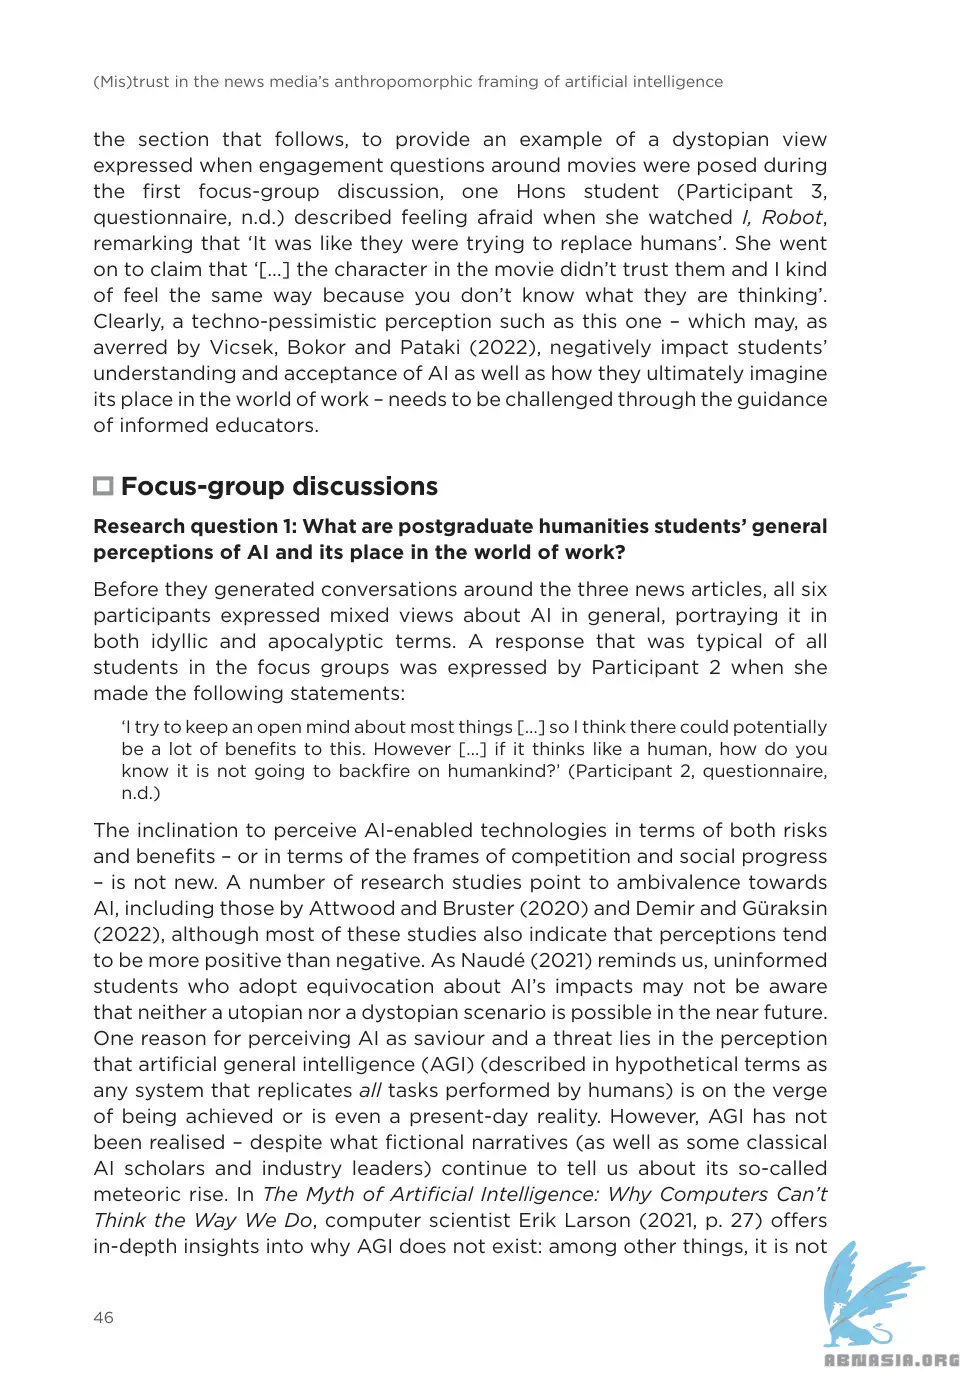 (Mis)trust in the news media’s anthropomorphic framing of artificial intelligence
the section that follows, to provide an example of a dystopian view
expressed when engagement questions around movies were posed during
the first focus-group discussion, one Hons student (Participant 3,
questionnaire, n.d.) described feeling afraid when she watched I, Robot,
remarking that ‘It was like they were trying to replace humans’. She went
on to claim that ‘[...] the character in the movie didn’t trust them and I kind
of feel the same way because you don’t know what they are thinking’.
Clearly, a techno-pessimistic perception such as this one – which may, as
averred by Vicsek, Bokor and Pataki (2022), negatively impact students’
understanding and acceptance of AI as well as how they ultimately imagine
its place in the world of work – needs to be challenged through the guidance
of informed educators.
Focus-group discussions
Research question 1: What are postgraduate humanities students’ general
perceptions of AI and its place in the world of work?
Before they generated conversations around the three news articles, all six
participants expressed mixed views about AI in general, portraying it in
both idyllic and apocalyptic terms. A response that was typical of all
students in the focus groups was expressed by Participant 2 when she
made the following statements:
‘I try to keep an open mind about most things [...] so I think there could potentially
be a lot of benefits to this. However [...] if it thinks like a human, how do you
know it is not going to backfire on humankind?’ (Participant 2, questionnaire,
n.d.)
The inclination to perceive AI-enabled technologies in terms of both risks
and benefits – or in terms of the frames of competition and social progress
– is not new. A number of research studies point to ambivalence towards
AI, including those by Attwood and Bruster (2020) and Demir and Güraksin
(2022), although most of these studies also indicate that perceptions tend
to be more positive than negative. As Naudé (2021) reminds us, uninformed
students who adopt equivocation about AI’s impacts may not be aware
that neither a utopian nor a dystopian scenario is possible in the near future.
One reason for perceiving AI as saviour and a threat lies in the perception
that artificial general intelligence (AGI) (described in hypothetical terms as
any system that replicates all tasks performed by humans) is on the verge
of being achieved or is even a present-day reality. However, AGI has not
been realised – despite what fictional narratives (as well as some classical
AI scholars and industry leaders) continue to tell us about its so-called
meteoric rise. In The Myth of Artificial Intelligence: Why Computers Can’t
Think the Way We Do, computer scientist Erik Larson (2021, p. 27) offers
in-depth insights into why AGI does not exist: among other things, it is not
46
ABNASIA.ORG